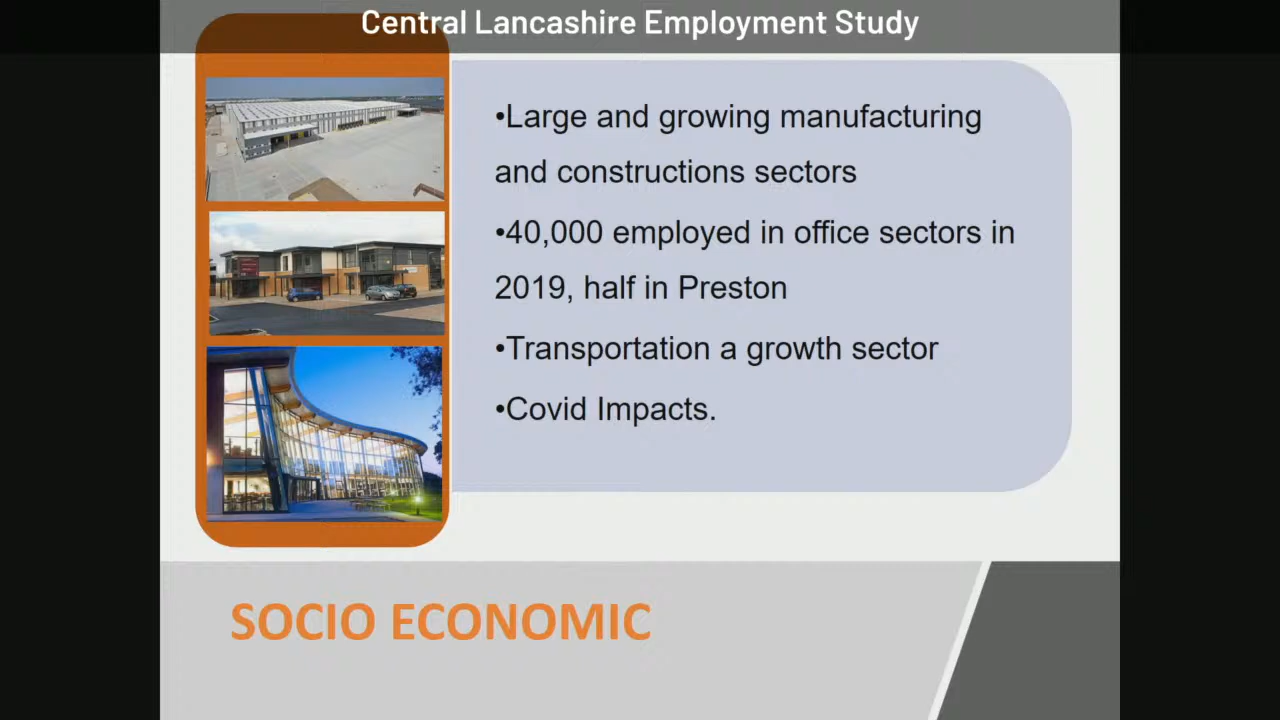 Central Lancashire Employment Study
•Large and growing manufacturing
and constructions sectors
•40,000 employed in office sectors in
2019, half in Preston
•Transportation a growth sector
•Covid Impacts.
SOCIO ECONOMIC